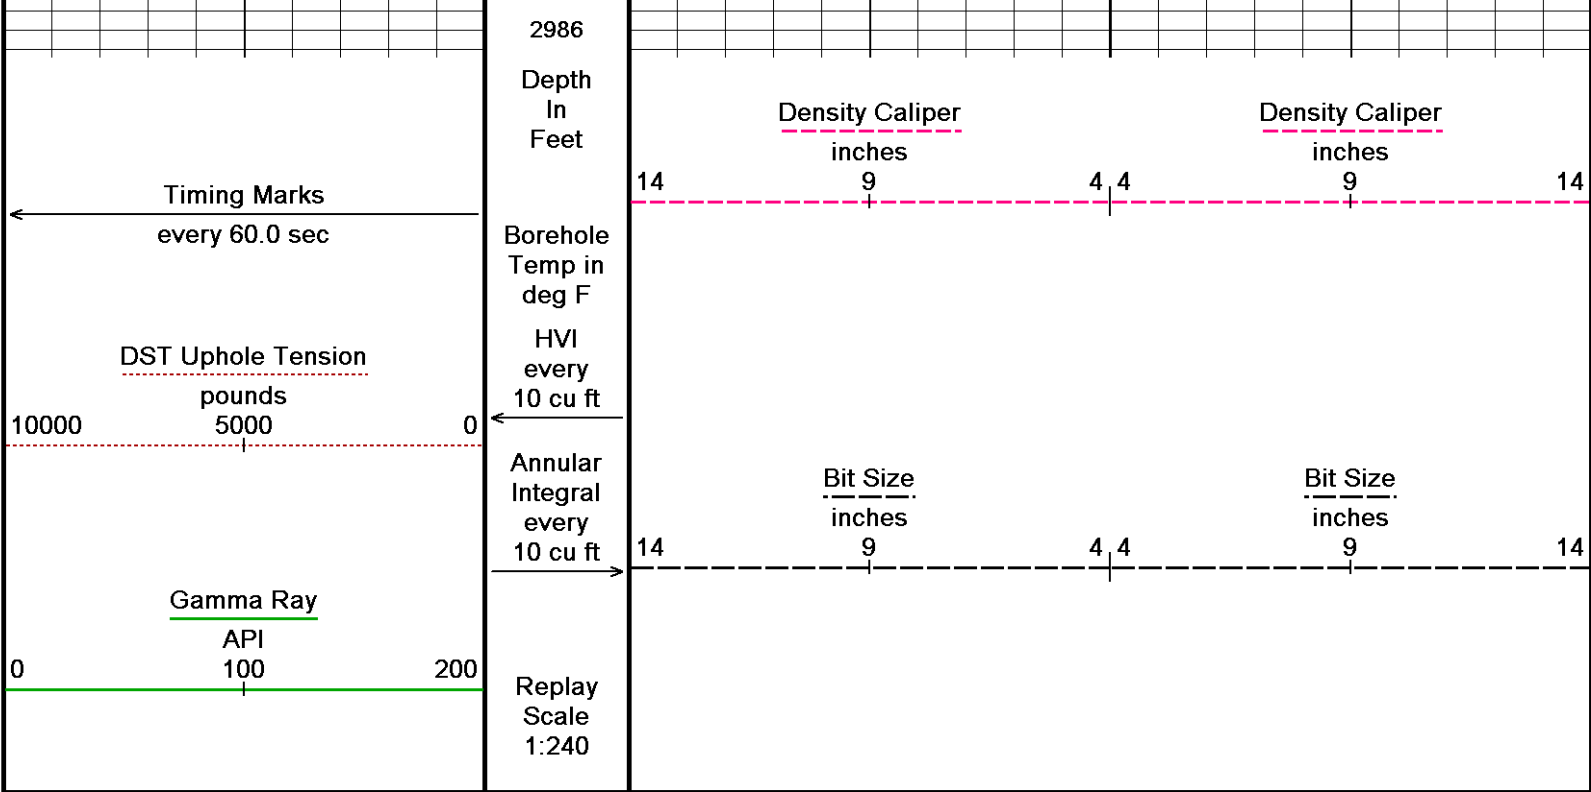 2986
Depth
In
Feet
Density Caliper
Density Caliper
inches
inches
14 9 4 4 9 14
Timing Marks
every 60.0 sec
Borehole
Temp in
deg F
HVI
every
10 cu ft
DST Uphole Tension
pounds
10000 5000 0
Annular
Integral
every
10 cu ft
Bit Size
Bit Size
inches
inches
14 9 4 4 9 14
Gamma Ray
API
0 100 200
Replay
Scale
1:240